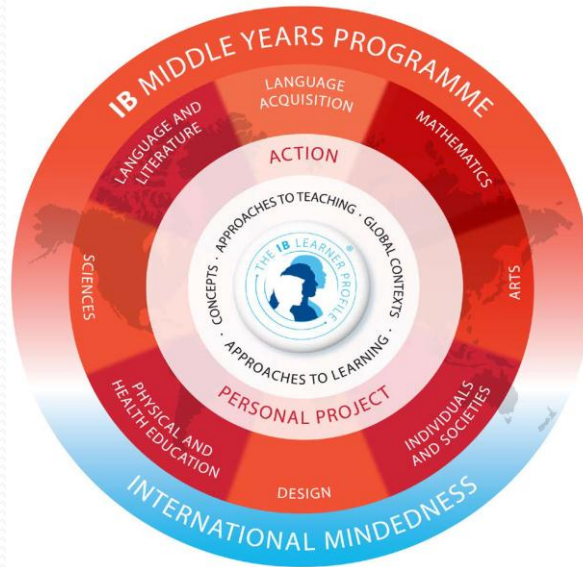 IB MIDDLE YEARS PROGRAMME
LANGUAGE
ACQUISITION
LANGUAGE AND
LITERATURE
MATHEMATICS
SCIENCES
ARTS
PHYSICAL AND
HEALTH EDUCATION
INDIVIDUALS
AND SOCIETIES
DESIGN
ACTION
PERSONAL PROJECT
· APPROACHES TO TEACHING · GLOBAL CONTEXTS
· CONCEPTS
· APPROACHES TO LEARNING ·
THE IB LEARNER PROFILE ®
INTERNATIONAL MINDEDNESS